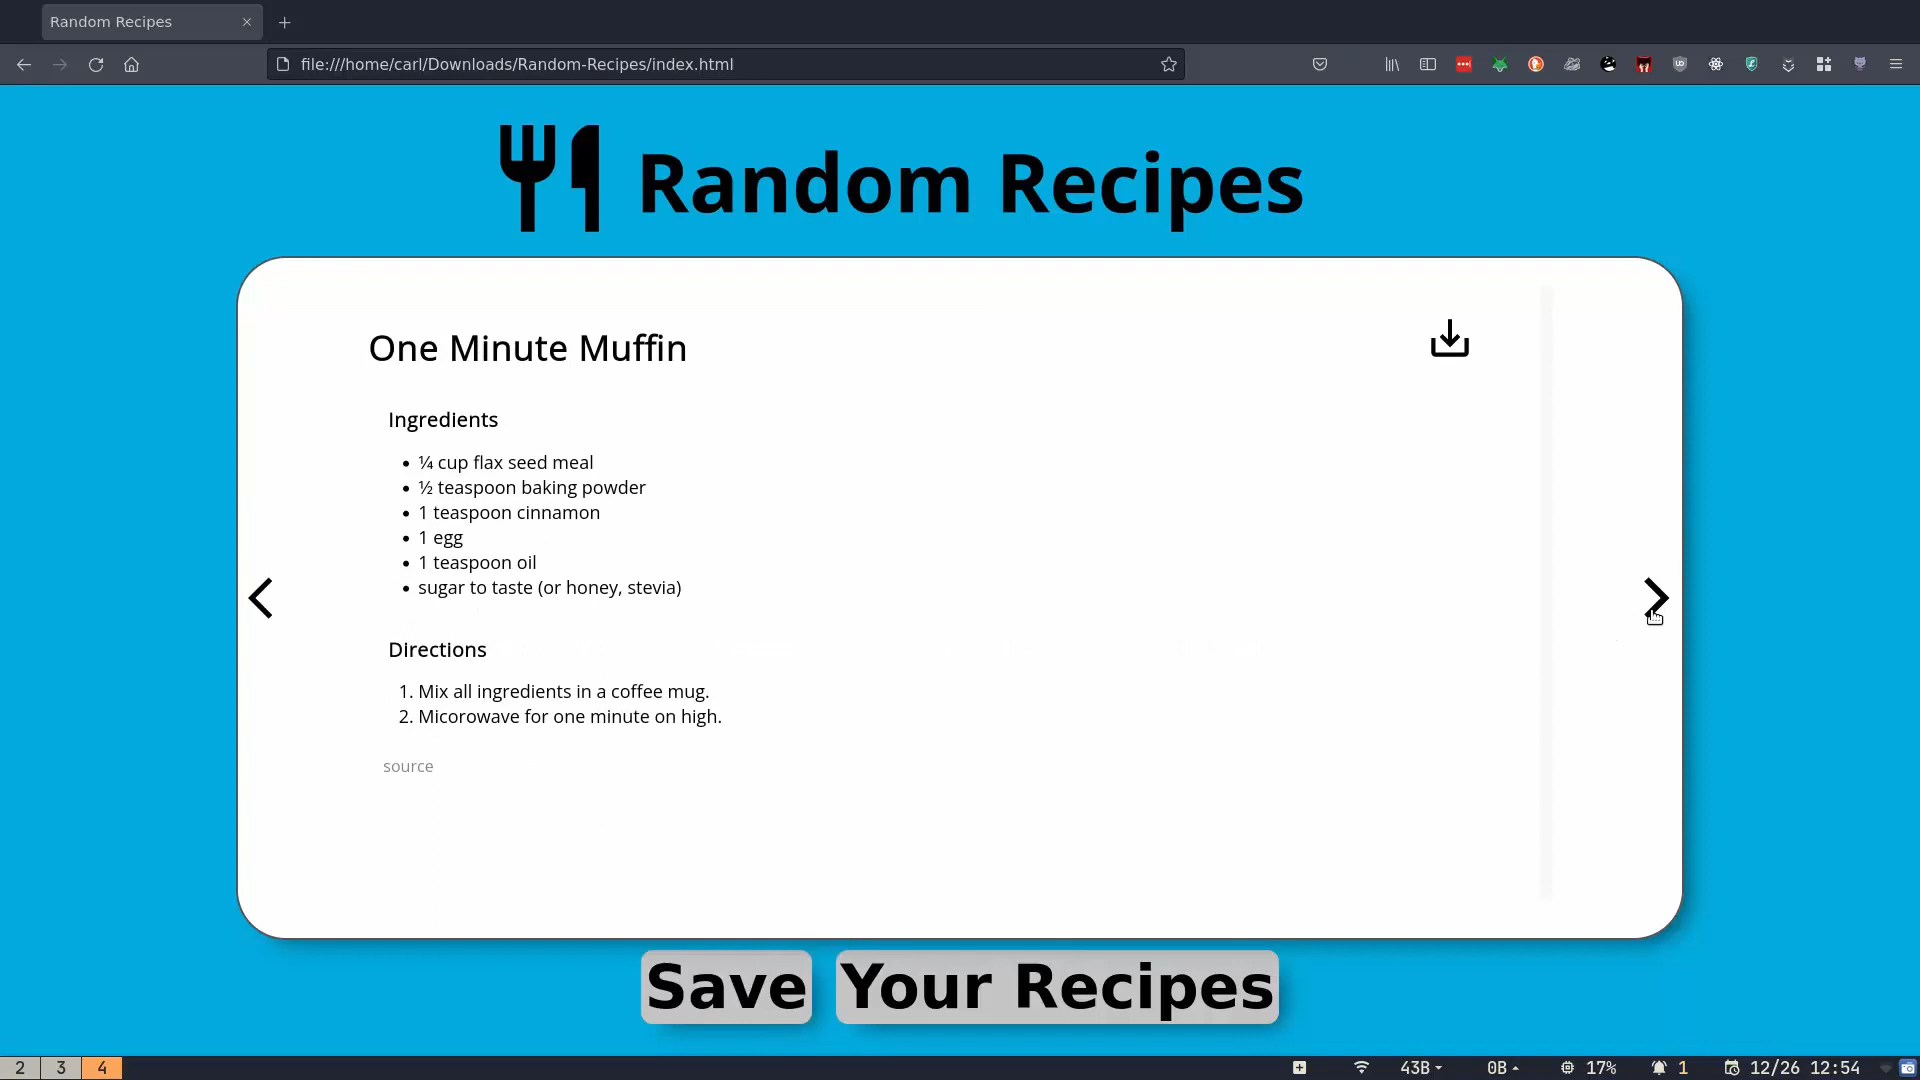 Random Recipes
file:///home/carl/Downloads/Random-Recipes/index.html
Random Recipes
One Minute Muffin
Ingredients
• ¼ cup flax seed meal
• ½ teaspoon baking powder
• 1 teaspoon cinnamon
• 1 egg
• 1 teaspoon oil
• sugar to taste (or honey, stevia)
Directions
1. Mix all ingredients in a coffee mug.
2. Micorowave for one minute on high.
source
Save Your Recipes
2 3 4 43B 0B 17% 1 12/26 12:54